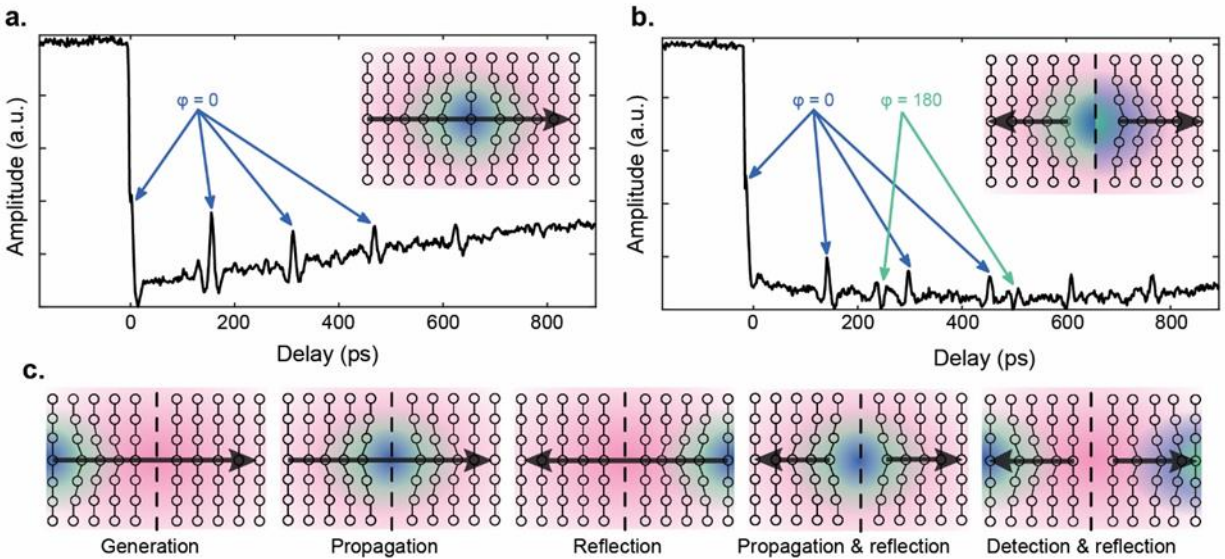 a.
Amplitude (a.u.)
φ = 0
0 200 400 600 800
Delay (ps)
b.
Amplitude (a.u.)
φ = 0 φ = 180
0 200 400 600 800
Delay (ps)
c.
Generation Propagation Reflection Propagation & reflection Detection & reflection